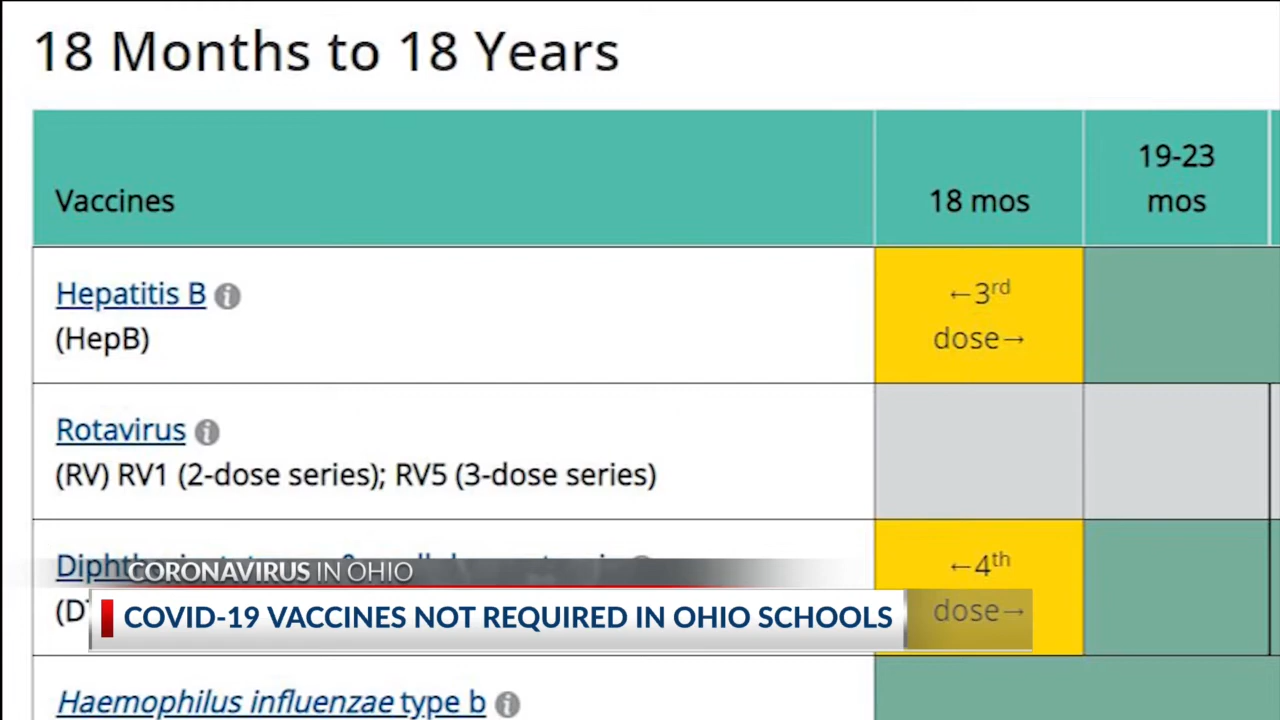 18 Months to 18 Years
Vaccines
18 mos
19-23
mos
Hepatitis B
(HepB)
←3rd
dose→
Rotavirus
(RV) RV1 (2-dose series); RV5 (3-dose series)
←4th
dose→
CORONAVIRUS IN OHIO
COVID-19 VACCINES NOT REQUIRED IN OHIO SCHOOLS
Haemophilus influenzae type b